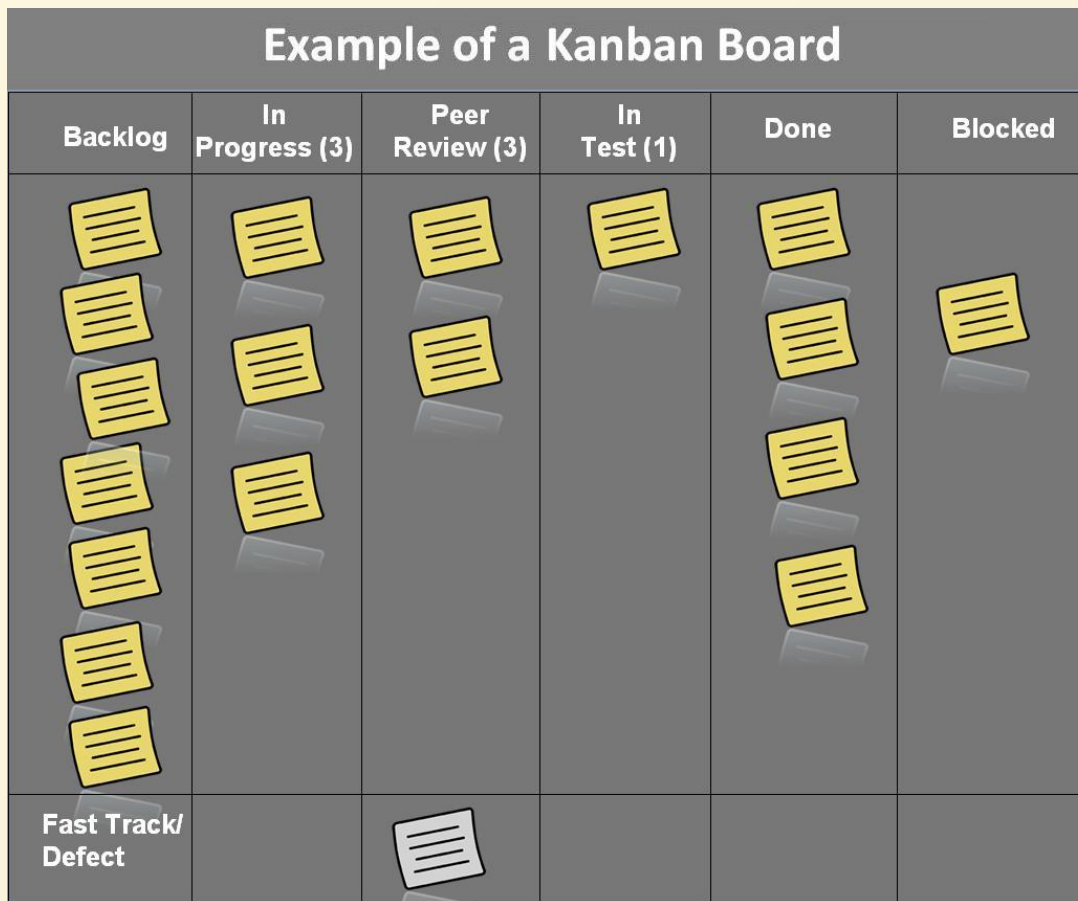 Example of a Kanban Board
Backlog
In
Progress (3)
Peer
Review (3)
In
Test (1)
Done
Blocked
Fast Track/
Defect